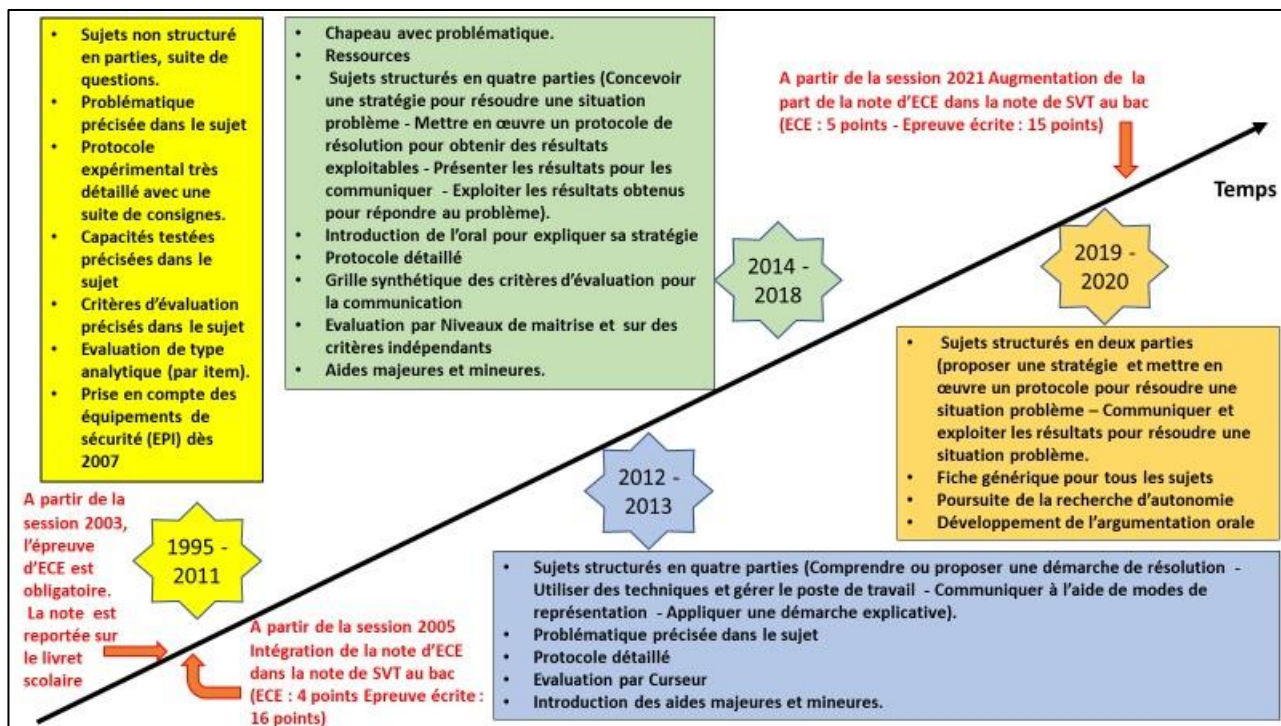 • Sujets non structuré
en parties, suite de
questions.
• Problématique
précisée dans le sujet
• Protocole
expérimental très
détaillé avec une
suite de consignes.
• Capacités testées
précisées dans le
sujet
• Critères d'évaluation
précisés dans le sujet
• Evaluation de type
analytique (par item).
• Prise en compte des
équipements de
sécurité (EPI) dès
2007
• Chapeau avec problématique.
• Ressources
• Sujets structurés en quatre parties (Concevoir
une stratégie pour résoudre une situation
problème - Mettre en œuvre un protocole de
résolution pour obtenir des résultats
exploitables - Présenter les résultats pour les
communiquer - Exploiter les résultats obtenus
pour répondre au problème).
• Introduction de l'oral pour expliquer sa stratégie
• Protocole détaillé
• Grille synthétique des critères d'évaluation pour
la communication
• Evaluation par Niveaux de maitrise et sur des
critères indépendants
• Aides majeures et mineures.
A partir de la session 2021 Augmentation de la
part de la note d'ECE dans la note de SVT au bac
(ECE : 5 points - Epreuve écrite : 15 points)
Temps
2014 -
2018
2019 -
2020
• Sujets structurés en deux parties
(proposer une stratégie et mettre en
œuvre un protocole pour résoudre une
situation problème – Communiquer et
exploiter les résultats pour résoudre une
situation problème.
• Fiche générique pour tous les sujets
• Poursuite de la recherche d'autonomie
• Développement de l'argumentation orale
2012 -
2013
A partir de la
session 2003,
l'épreuve
d'ECE est
obligatoire.
La note est
reportée sur
le livret
scolaire
1995 -
2011
A partir de la session 2005
Intégration de la note d'ECE
dans la note de SVT au bac
(ECE : 4 points Epreuve écrite :
16 points)
• Sujets structurés en quatre parties (Comprendre ou proposer une démarche de résolution -
Utiliser des techniques et gérer le poste de travail - Communiquer à l'aide de modes de
représentation - Appliquer une démarche explicative).
• Problématique précisée dans le sujet
• Protocole détaillé
• Evaluation par Curseur
• Introduction des aides majeures et mineures.